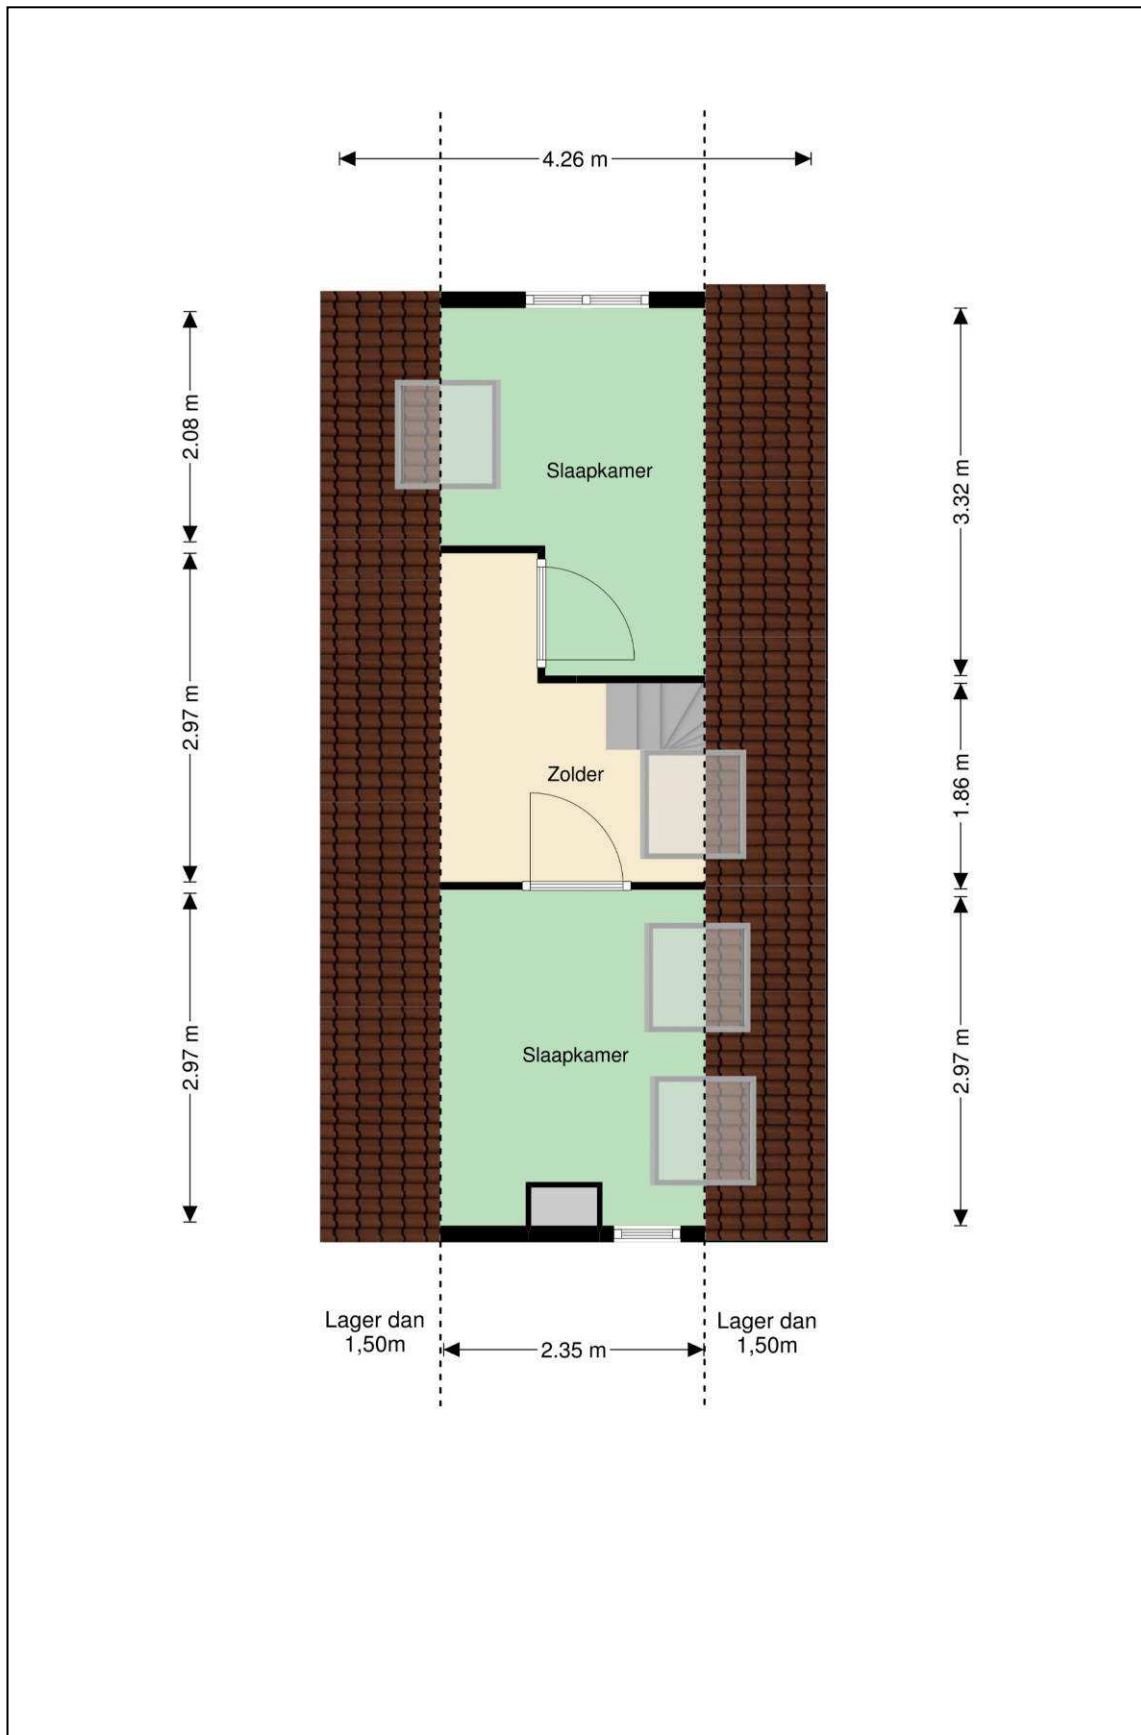 4.26 m
2.08 m
Slaapkamer
3.32 m
2.97 m
Zolder
1.86 m
Slaapkamer
2.97 m
2.97 m
Lager dan
1,50m
2.35 m
Lager dan
1,50m